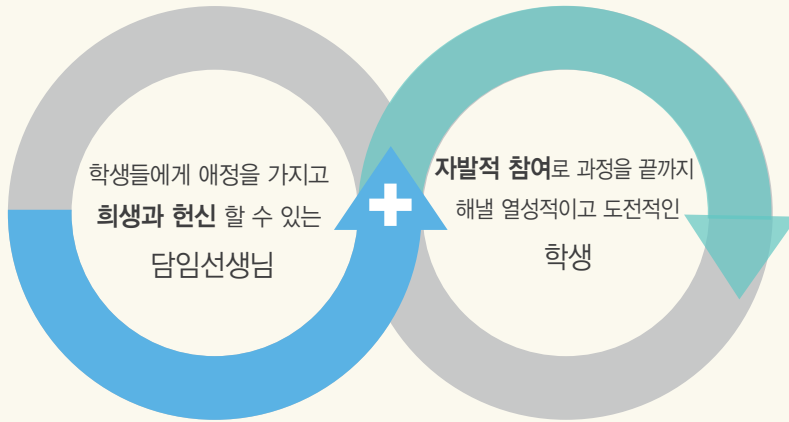 학생들에게 애정을 가지고
희생과 헌신 할 수 있는
담임선생님
자발적 참여로 과정을 끝까지
해낼 열성적이고 도전적인
학생